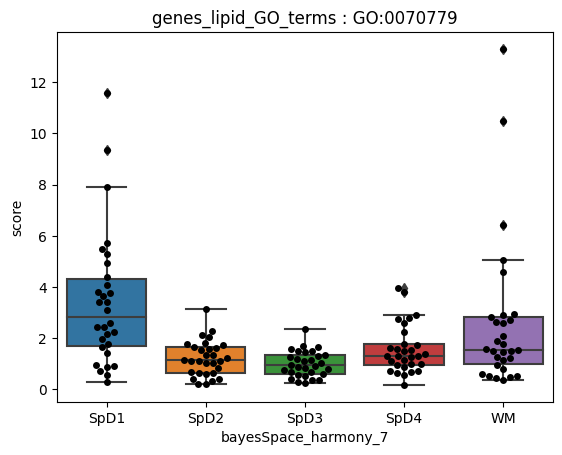 genes_lipid_GO_terms : GO:0070779
score
12
10
8
6
4
2
0
SpD1 SpD2 SpD3 SpD4 WM
bayesSpace_harmony_7